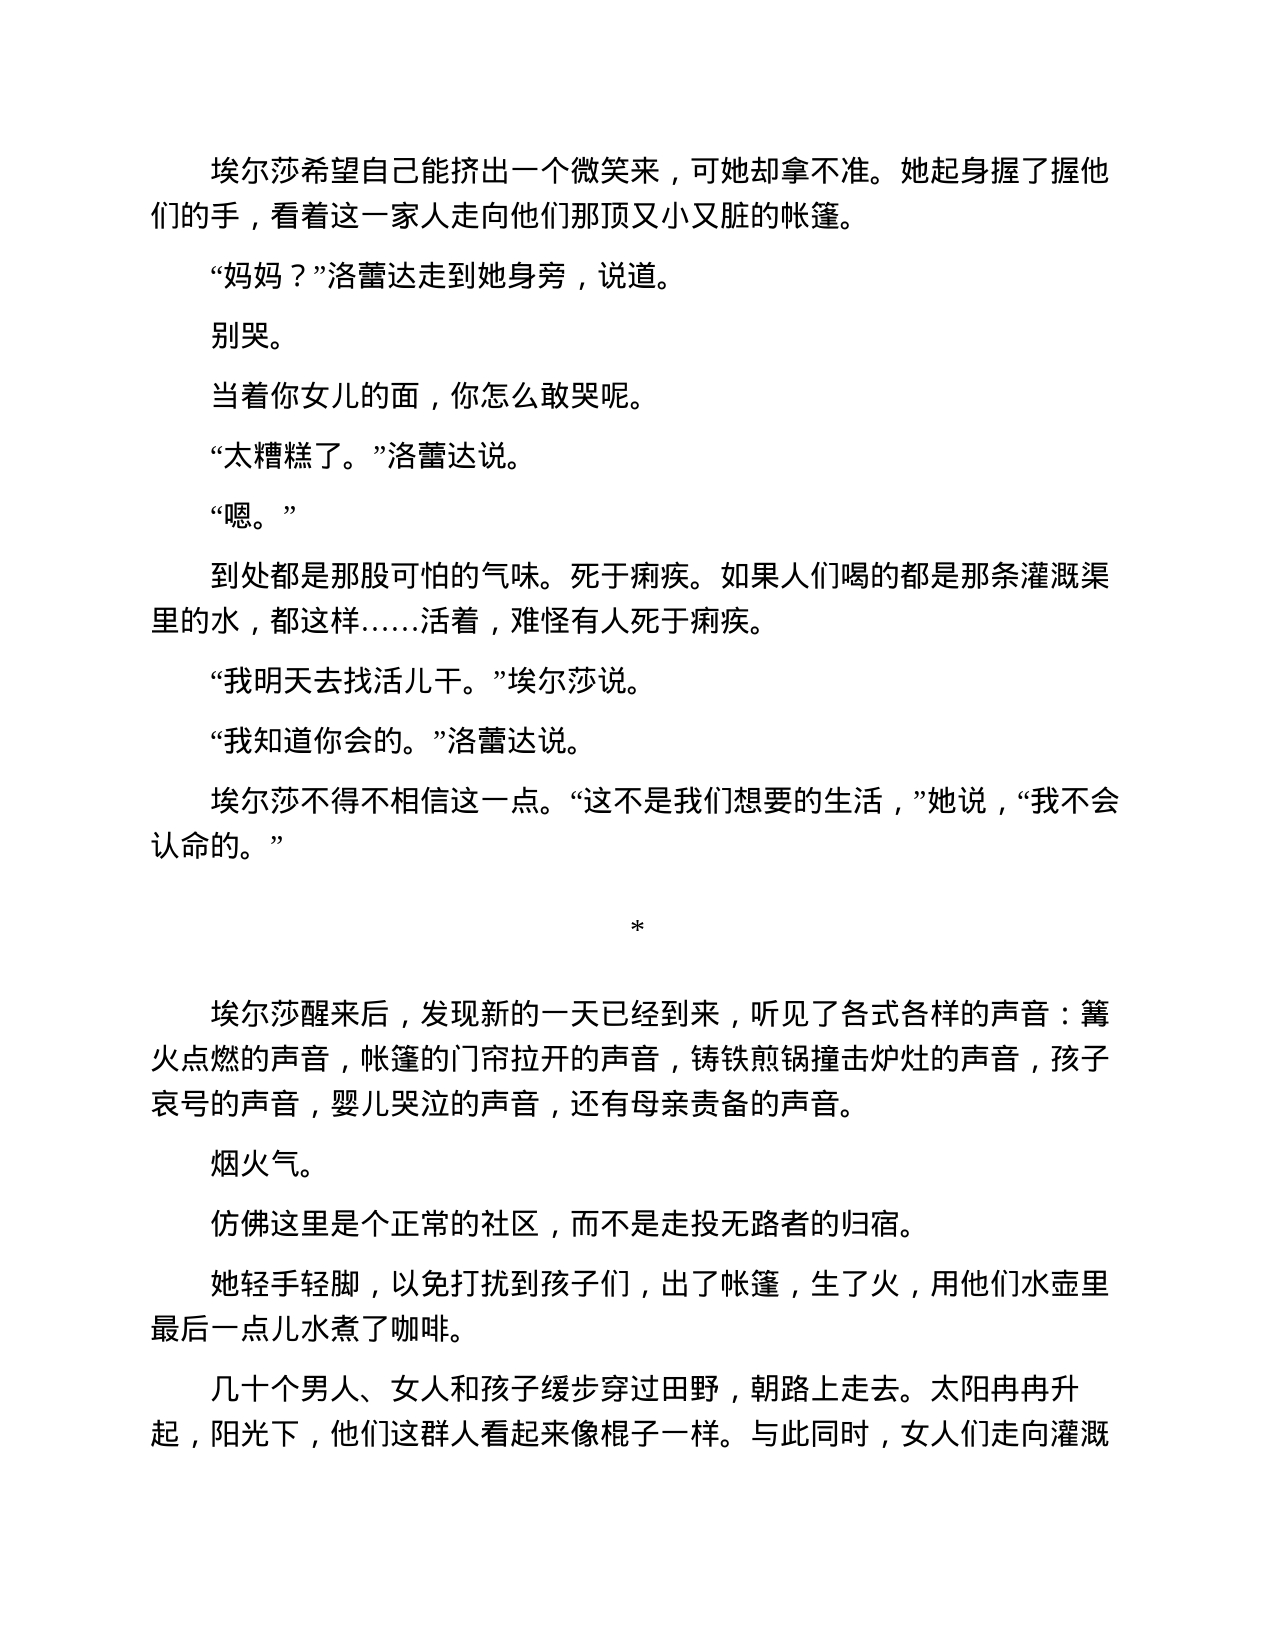 埃尔莎希望自己能挤出一个微笑来，可她却拿不准。她起身握了握他
们的手，看着这一家人走向他们那顶又小又脏的帐篷。
“妈妈？”洛蕾达走到她身旁，说道。
别哭。
当着你女儿的面，你怎么敢哭呢。
“太糟糕了。”洛蕾达说。
“嗯。”
到处都是那股可怕的气味。死于痢疾。如果人们喝的都是那条灌溉渠
里的水，都这样……活着，难怪有人死于痢疾。
“我明天去找活儿干。”埃尔莎说。
“我知道你会的。”洛蕾达说。
埃尔莎不得不相信这一点。“这不是我们想要的生活，”她说，“我不会
认命的。”
*
埃尔莎醒来后，发现新的一天已经到来，听见了各式各样的声音：篝
火点燃的声音，帐篷的门帘拉开的声音，铸铁煎锅撞击炉灶的声音，孩子
哀号的声音，婴儿哭泣的声音，还有母亲责备的声音。
烟火气。
仿佛这里是个正常的社区，而不是走投无路者的归宿。
她轻手轻脚，以免打扰到孩子们，出了帐篷，生了火，用他们水壶里
最后一点儿水煮了咖啡。
几十个男人、女人和孩子缓步穿过田野，朝路上走去。太阳冉冉升
起，阳光下，他们这群人看起来像棍子一样。与此同时，女人们走向灌溉